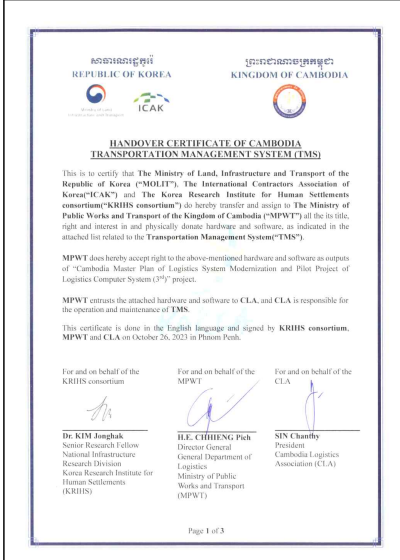 សាធារណរដ្ឋកូរ៉េ
REPUBLIC OF KOREA
ព្រះរាជាណាចក្រកម្ពុជា
KINGDOM OF CAMBODIA
Ministry of Land,
Infrastructure and Transport
ICAK
HANDOVER CERTIFICATE OF CAMBODIA
TRANSPORTATION MANAGEMENT SYSTEM (TMS)
This is to certify that The Ministry of Land, Infrastructure and Transport of the
Republic of Korea ("MOLIT"), The International Contractors Association of
Korea("ICAK") and The Korea Research Institute for Human Settlements
consortium("KRIHS consortium") do hereby transfer and assign to The Ministry of
Public Works and Transport of the Kingdom of Cambodia ("MPWT") all the its title,
right and interest in and physically donate hardware and software, as indicated in the
attached list related to the Transportation Management System("TMS").
MPWT does hereby accept right to the above-mentioned hardware and software as outputs
of "Cambodia Master Plan of Logistics System Modernization and Pilot Project of
Logistics Computer System (3rd)" project.
MPWT entrusts the attached hardware and software to CLA, and CLA is responsible for
the operation and maintenance of TMS.
This certificate is done in the English language and signed by KRIHS consortium,
MPWT and CLA on October 26, 2023 in Phnom Penh.
For and on behalf of the
KRIHS consortium
Dr. KIM Jonghak
Senior Research Fellow
National Infrastructure
Research Division
Korea Research Institute for
Human Settlements
(KRIHS)
For and on behalf of the
MPWT
H.E. CHHIENG Pich
Director General
General Department of
Logistics
Ministry of Public
Works and Transport
(MPWT)
For and on behalf of the
CLA
SIN Chanthy
President
Cambodia Logistics
Association (CLA)
Page 1 of 3